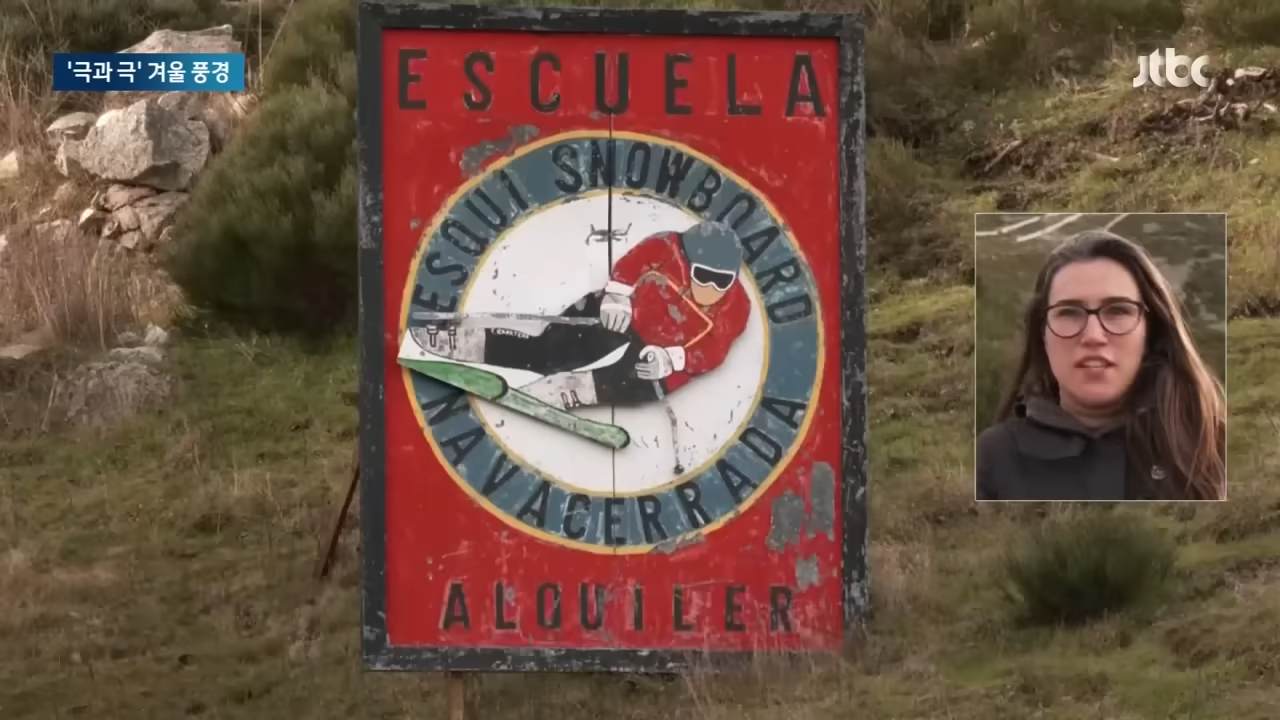 '극과 극' 겨울 풍경
jtbc
ESCUELA
ESQUI SNOWBOARD
NAVACERRADA
ALQUILER